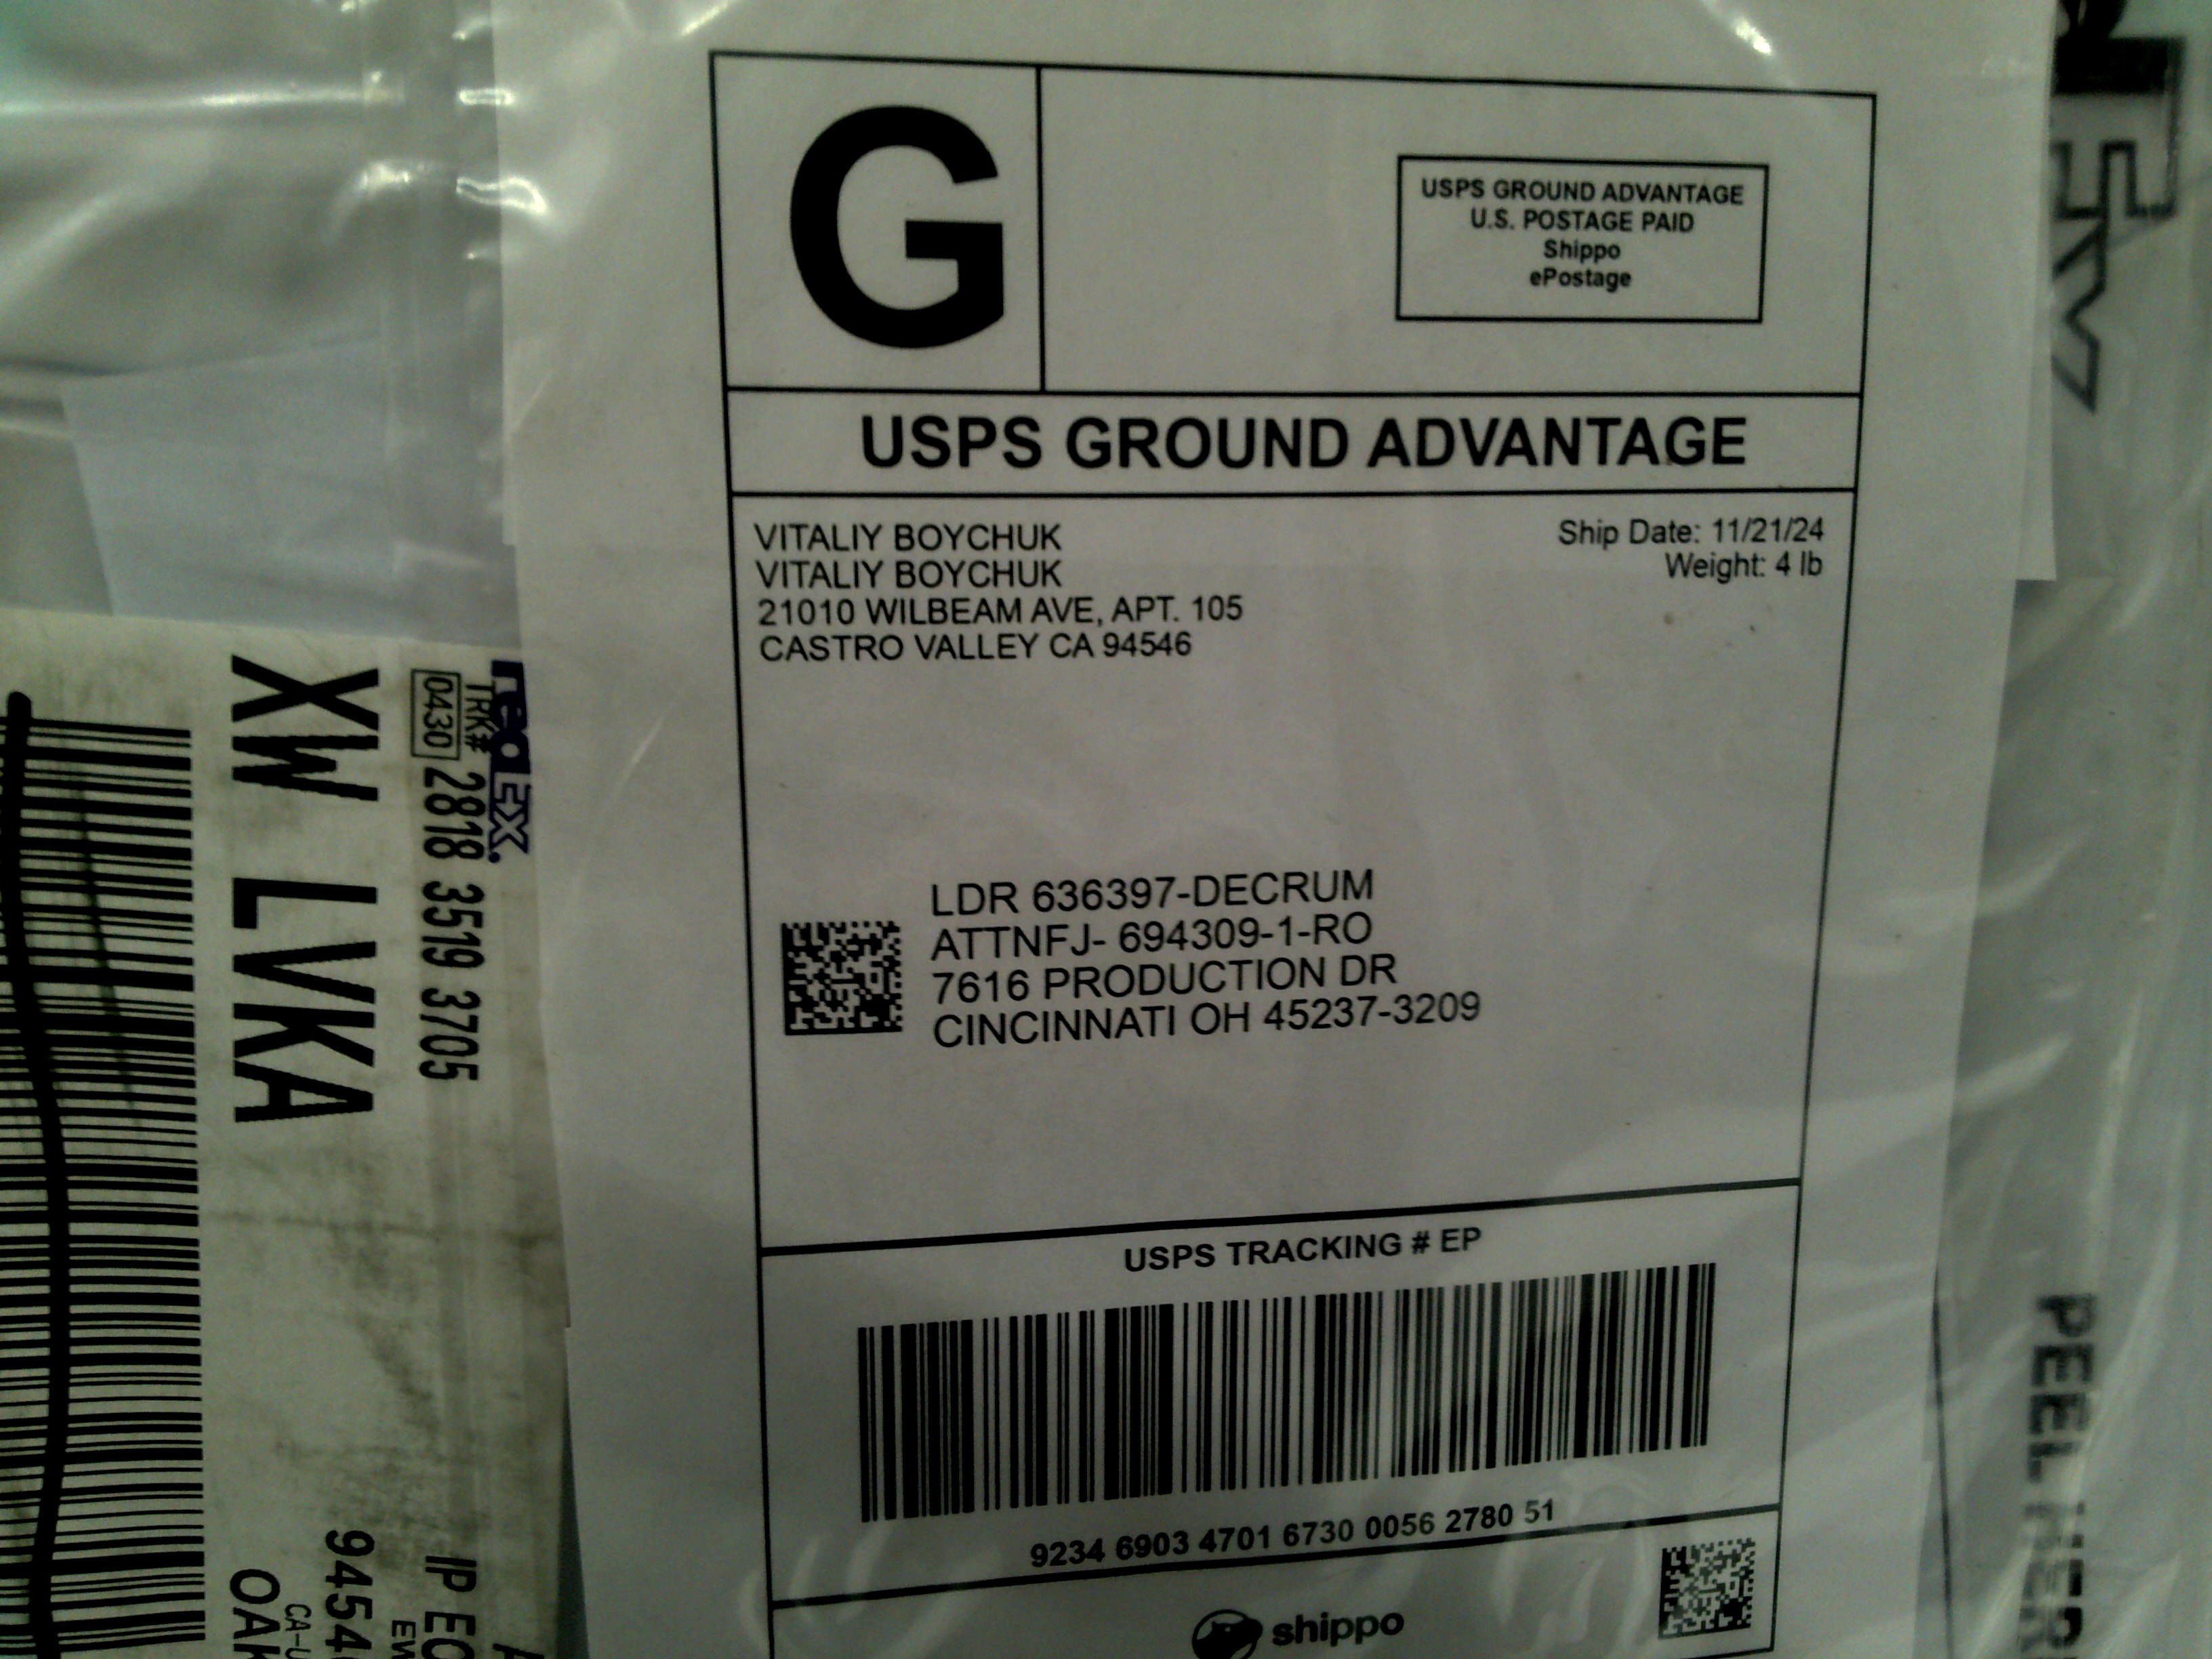 G
USPS GROUND ADVANTAGE
U.S. POSTAGE PAID
Shippo
ePostage
USPS GROUND ADVANTAGE
VITALIY BOYCHUK
VITALIY BOYCHUK
21010 WILBEAM AVE, APT. 105
CASTRO VALLEY CA 94546
Ship Date: 11/21/24
Weight: 4 lb
LDR 636397-DECRUM
ATTNFJ- 694309-1-RO
7616 PRODUCTION DR
CINCINNATI OH 45237-3209
USPS TRACKING # EP
9234 6903 4701 6730 0056 2780 51
shippo
FedEx.
TRK# 2818 3519 3705
0430
XW LVKA
IP
PEEL HERE